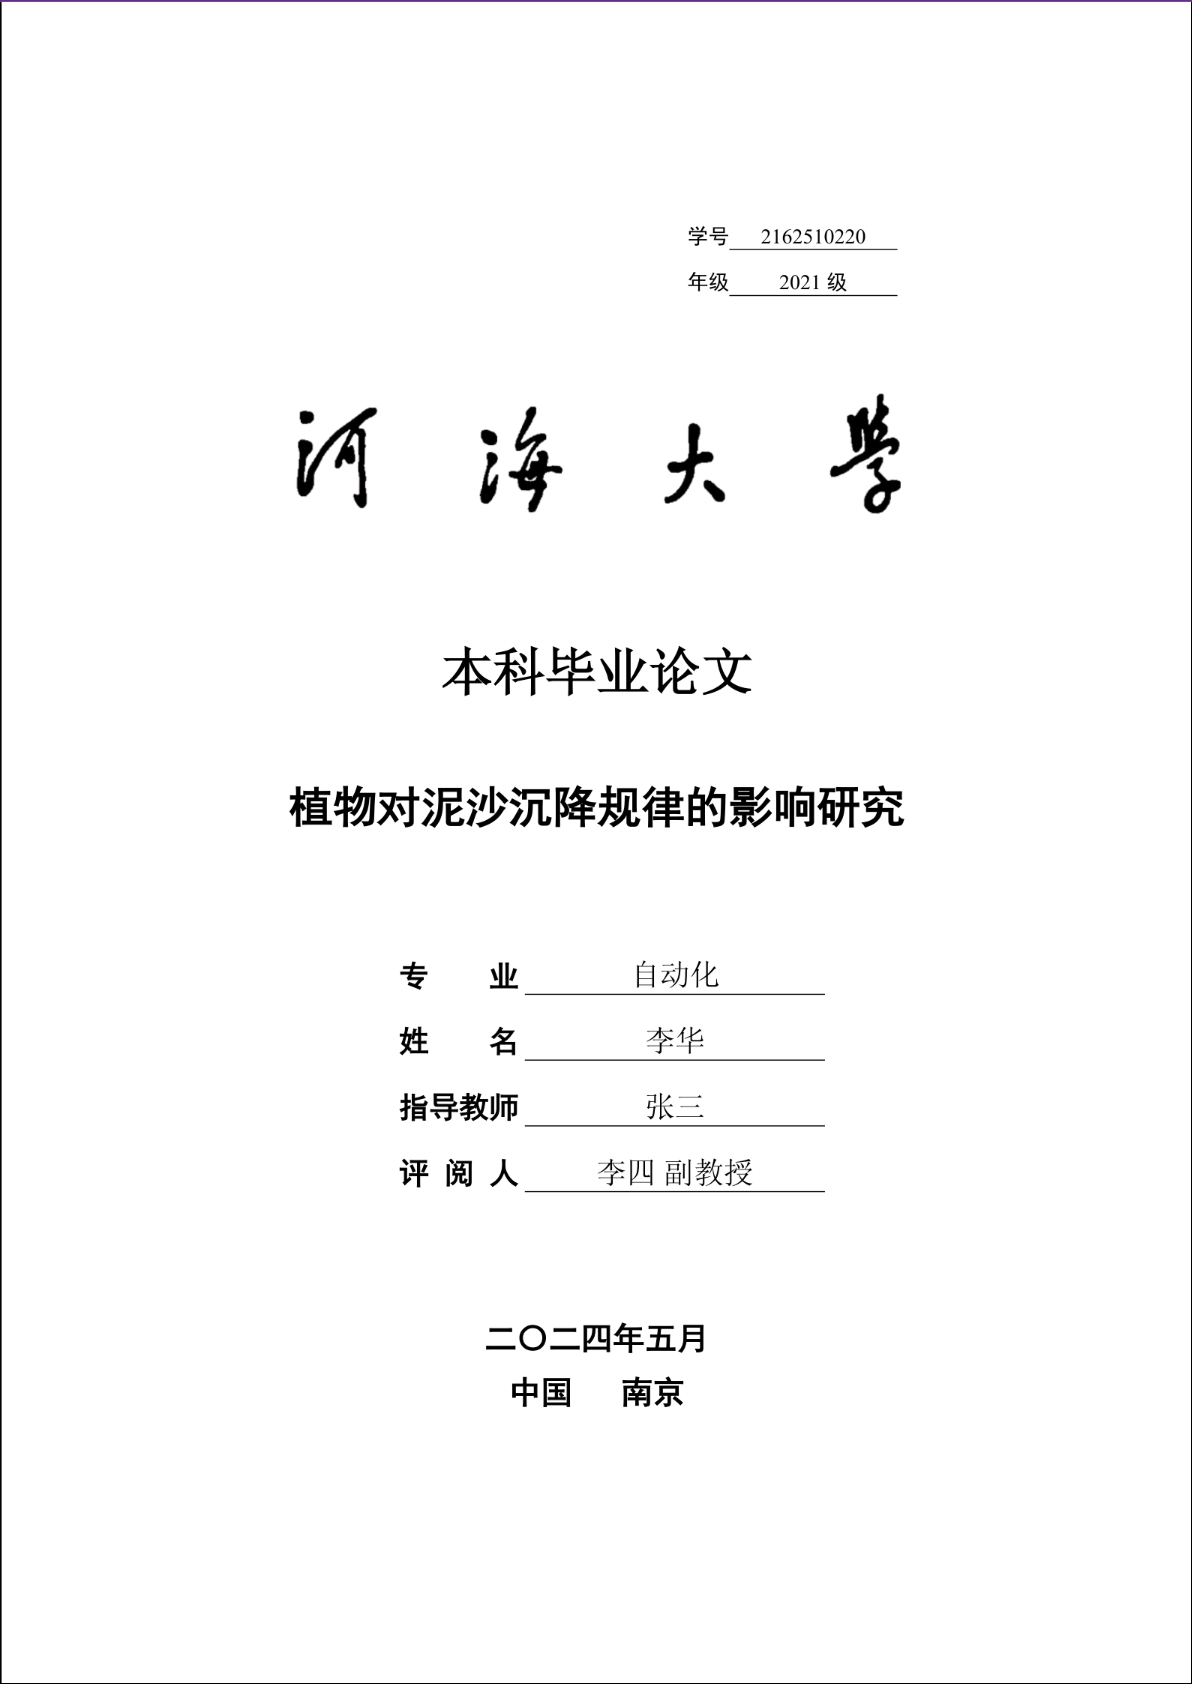 学号 2162510220
年级 2021 级
河海大學
本科毕业论文
植物对泥沙沉降规律的影响研究
专 业 自动化
姓 名 李华
指导教师 张三
评 阅 人 李四 副教授
二〇二四年五月
中国 南京